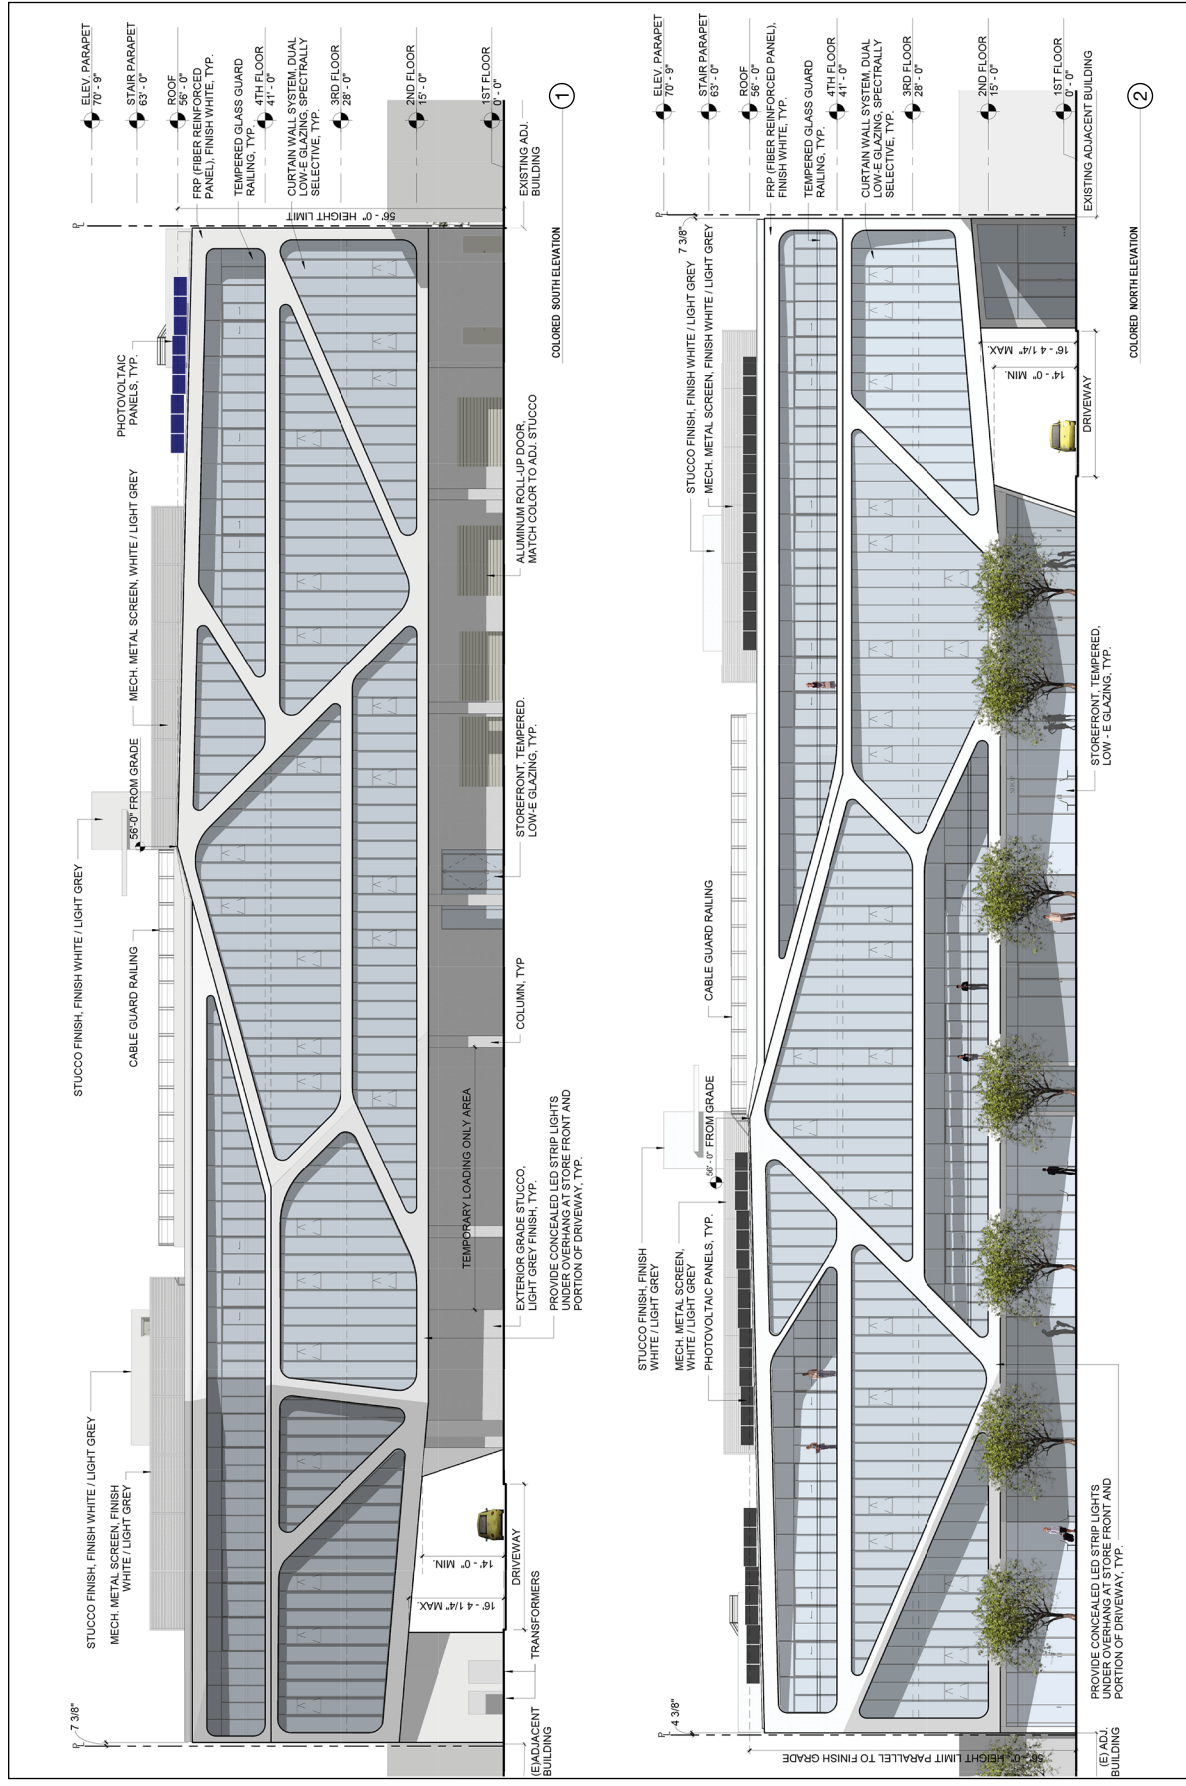 ELEV. PARAPET
70' - 9"
STAIR PARAPET
63' - 0"
ROOF
56' - 0"
FRP (FIBER REINFORCED
PANEL), FINISH WHITE, TYP.
TEMPERED GLASS GUARD
RAILING, TYP.
4TH FLOOR
41' - 0"
CURTAIN WALL SYSTEM, DUAL
LOW-E GLAZING, SPECTRALLY
SELECTIVE, TYP.
3RD FLOOR
28' - 0"
2ND FLOOR
15' - 0"
1ST FLOOR
0' - 0"
EXISTING ADJ.
BUILDING
56' - 0" HEIGHT LIMIT
PHOTOVOLTAIC
PANELS, TYP.
MECH. METAL SCREEN, WHITE / LIGHT GREY
56'-0" FROM GRADE
STUCCO FINISH, FINISH WHITE / LIGHT GREY
CABLE GUARD RAILING
STUCCO FINISH, FINISH WHITE / LIGHT GREY
MECH. METAL SCREEN, FINISH
WHITE / LIGHT GREY
7 3/8"
(E)ADJACENT
BUILDING
TRANSFORMERS
16' - 4 1/4" MAX.
14' - 0" MIN.
DRIVEWAY
EXTERIOR GRADE STUCCO,
LIGHT GREY FINISH, TYP.
PROVIDE CONCEALED LED STRIP LIGHTS
UNDER OVERHANG AT STORE FRONT AND
PORTION OF DRIVEWAY, TYP.
TEMPORARY LOADING ONLY AREA
COLUMN, TYP
STOREFRONT, TEMPERED.
LOW-E GLAZING, TYP.
ALUMINUM ROLL-UP DOOR,
MATCH COLOR TO ADJ. STUCCO
COLORED SOUTH ELEVATION
1
ELEV. PARAPET
70' - 9"
STAIR PARAPET
63' - 0"
ROOF
56' - 0"
FRP (FIBER REINFORCED PANEL),
FINISH WHITE, TYP.
TEMPERED GLASS GUARD
RAILING, TYP.
4TH FLOOR
41' - 0"
CURTAIN WALL SYSTEM, DUAL
LOW-E GLAZING, SPECTRALLY
SELECTIVE, TYP.
3RD FLOOR
28' - 0"
2ND FLOOR
15' - 0"
1ST FLOOR
0' - 0"
EXISTING ADJACENT BUILDING
7 3/8"
STUCCO FINISH, FINISH WHITE / LIGHT GREY
MECH. METAL SCREEN, FINISH WHITE / LIGHT GREY
CABLE GUARD RAILING
56' - 0" FROM GRADE
STUCCO FINISH, FINISH
WHITE / LIGHT GREY
MECH. METAL SCREEN,
WHITE / LIGHT GREY
PHOTOVOLTAIC PANELS, TYP.
4 3/8"
56' - 0" HEIGHT LIMIT PARALLEL TO FINISH GRADE
(E) ADJ.
BUILDING
PROVIDE CONCEALED LED STRIP LIGHTS
UNDER OVERHANG AT STORE FRONT AND
PORTION OF DRIVEWAY, TYP.
STOREFRONT, TEMPERED,
LOW - E GLAZING, TYP.
16' - 4 1/4" MAX.
14' - 0" MIN.
DRIVEWAY
COLORED NORTH ELEVATION
2